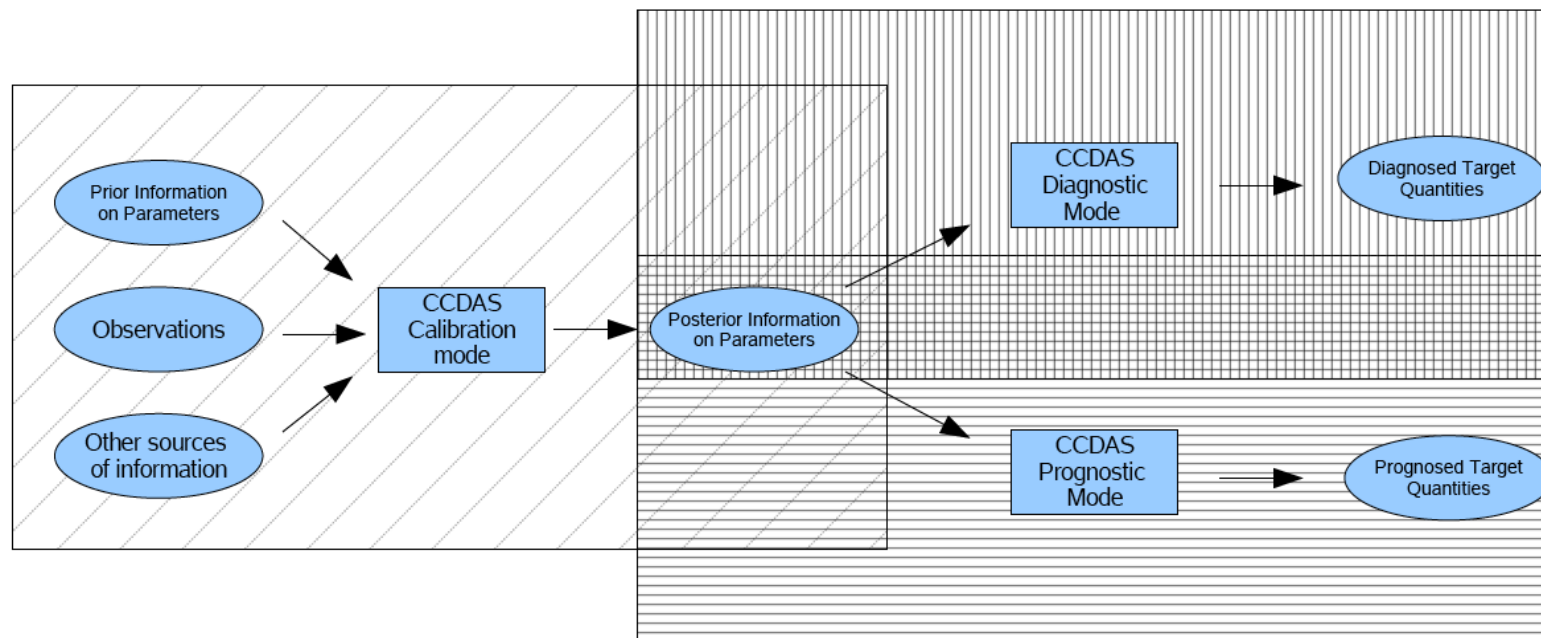 Prior Information
on Parameters
Observations
Other sources
of information
CCDAS
Calibration
mode
Posterior Information
on Parameters
CCDAS
Diagnostic
Mode
Diagnosed Target
Quantities
CCDAS
Prognostic
Mode
Prognosed Target
Quantities